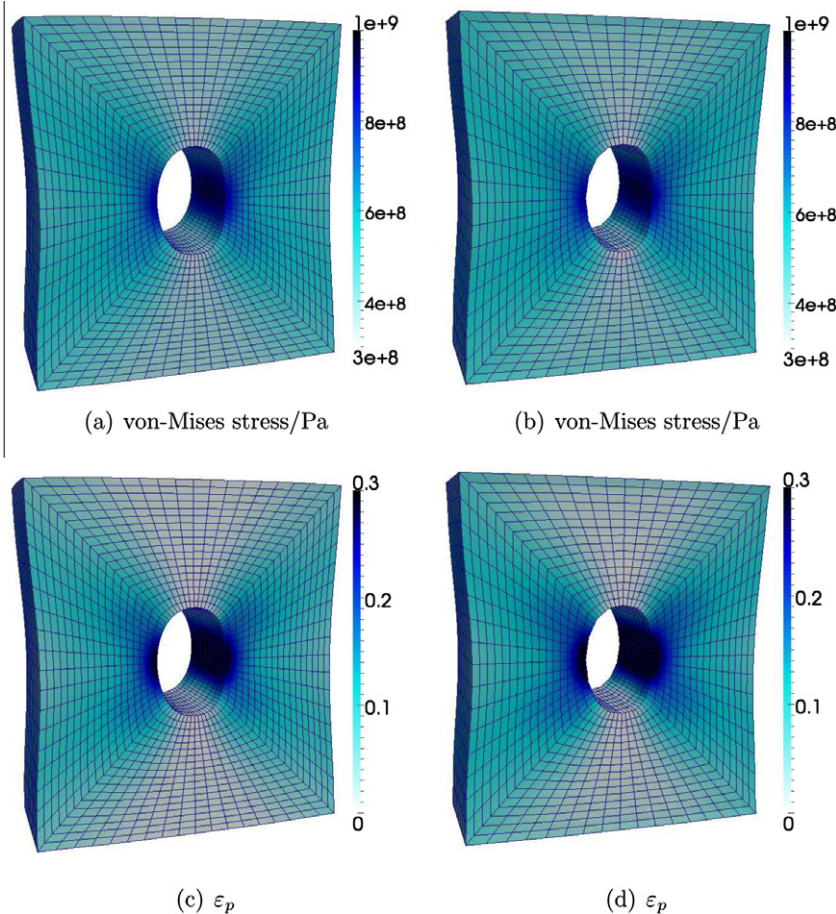 1e+9
8e+8
6e+8
4e+8
3e+8
1e+9
8e+8
6e+8
4e+8
3e+8
(a) von-Mises stress/Pa
(b) von-Mises stress/Pa
0.3
0.2
0.1
0
0.3
0.2
0.1
0
(c) εₚ
(d) εₚ